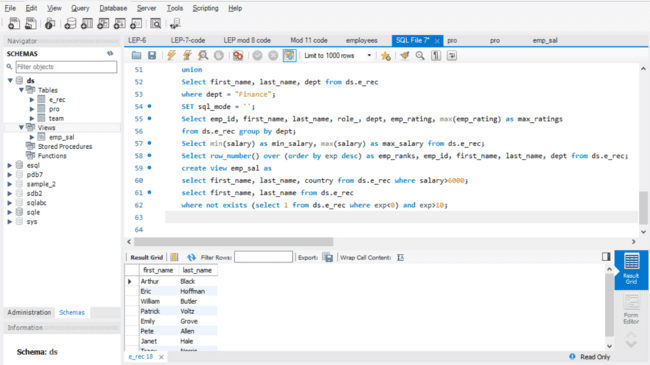 File Edit View Query Database Server Tools Scripting Help
Navigator
SCHEMAS
Filter objects
ds
Tables
e_rec
pro
team
Views
emp_sal
Stored Procedures
Functions
esql
pdb7
sample_2
sdb2
sqlabc
sqle
sys
Administration Schemas
Information
Schema: ds
LEP-6 LEP-7-code LEP mod 8 code Mod 11 code employees SQL File 7* pro pro emp_sal
Limit to 1000 rows
51 union
52 Select first_name, last_name, dept from ds.e_rec
53 where dept = "Finance";
54 SET sql_mode = '';
55 Select emp_id, first_name, last_name, role_, dept, emp_rating, max(emp_rating) as max_ratings
56 from ds.e_rec group by dept;
57 Select min(salary) as min_salary, max(salary) as max_salary from ds.e_rec;
58 Select row_number() over (order by exp desc) as emp_ranks, emp_id, first_name, last_name, dept from ds.e_rec;
59 create view emp_sal as
60 select first_name, last_name, country from ds.e_rec where salary>6000;
61 select first_name, last_name from ds.e_rec
62 where not exists (select 1 from ds.e_rec where exp<0) and exp>10;
63
64
Result Grid Filter Rows: Export: Wrap Cell Content:
first_name last_name
Arthur Black
Eric Hoffman
William Butler
Patrick Voltz
Emily Grove
Pete Allen
Janet Hale
Result Grid
Form Editor
e_rec 18
Read Only